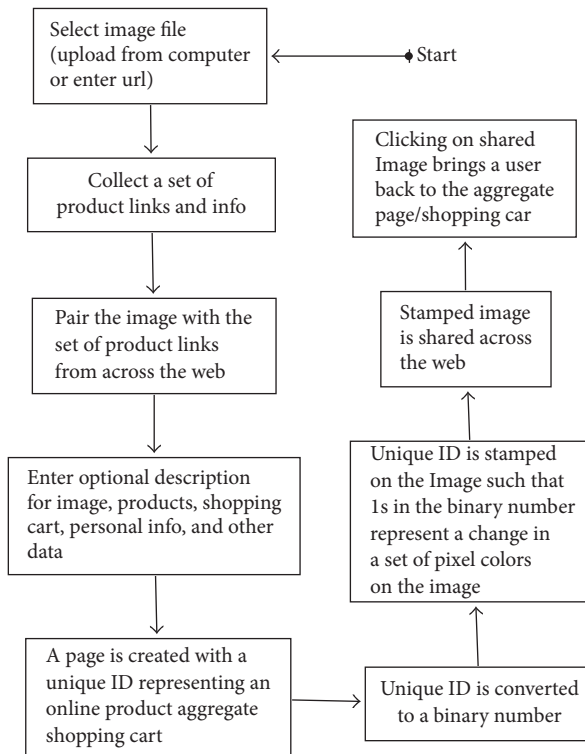 Start
Select image file
(upload from computer
or enter url)
Collect a set of
product links and info
Pair the image with the
set of product links
from across the web
Enter optional description
for image, products, shopping
cart, personal info, and other
data
A page is created with a
unique ID representing an
online product aggregate
shopping cart
Unique ID is converted
to a binary number
Unique ID is stamped
on the Image such that
1s in the binary number
represent a change in
a set of pixel colors
on the image
Stamped image
is shared across
the web
Clicking on shared
Image brings a user
back to the aggregate
page/shopping car